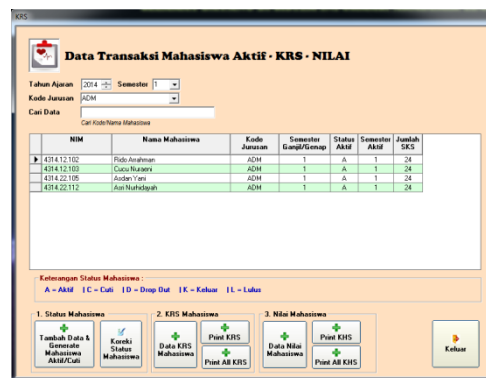 KRS
Data Transaksi Mahasiswa Aktif - KRS - NILAI
Tahun Ajaran 2014 Semester 1
Kode Jurusan ADM
Cari Data
Cari Kode/Nama Mahasiswa
NIM Nama Mahasiswa Kode Jurusan Semester Ganjil/Genap Status Aktif Semester Aktif Jumlah SKS
4314.12.102 Rido Anahman ADM 1 A 1 24
4314.12.103 Cucu Nuraeni ADM 1 A 1 24
4314.22.105 Asdan Yani ADM 1 A 1 24
4314.22.112 Asri Nurhidayah ADM 1 A 1 24
Keterangan Status Mahasiswa :
A = Aktif | C = Cuti | D = Drop Out | K = Keluar | L = Lulus
1. Status Mahasiswa
Tambah Data & Generate Mahasiswa Aktif/Cuti
Koreki Status Mahasiswa
2. KRS Mahasiswa
Data KRS Mahasiswa
Print KRS
Print All KRS
3. Nilai Mahasiswa
Data Nilai Mahasiswa
Print KHS
Print All KHS
Keluar